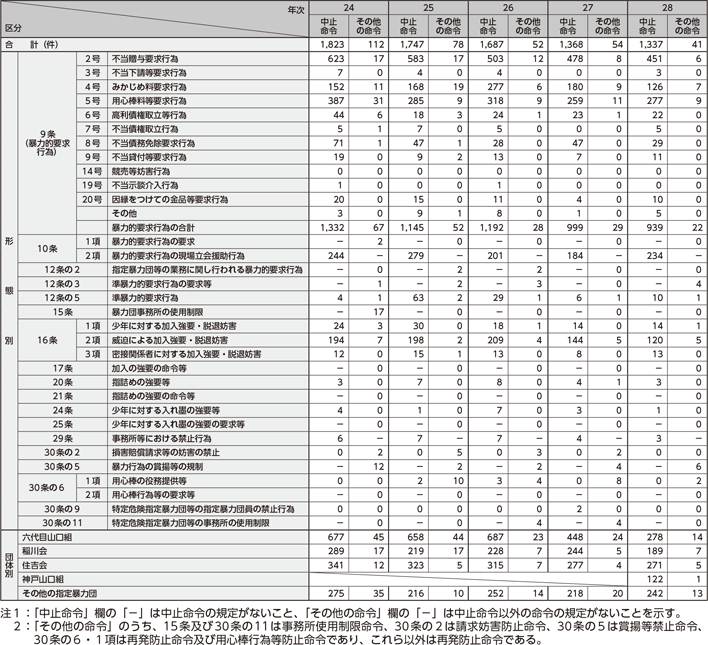 年次 24 25 26 27 28
区分 中止命令 その他の命令 中止命令 その他の命令 中止命令 その他の命令 中止命令 その他の命令 中止命令 その他の命令
合 計（件） 1,823 112 1,747 78 1,687 52 1,368 54 1,337 41
形態別
9条（暴力的要求行為）
2号 不当贈与要求行為 623 17 583 17 503 12 478 8 451 6
3号 不当下請等要求行為 7 0 4 0 4 0 0 0 3 0
4号 みかじめ料要求行為 152 11 168 19 277 6 180 9 126 7
5号 用心棒料等要求行為 387 31 285 9 318 9 259 11 277 9
6号 高利債権取立等行為 44 6 18 3 24 1 23 1 22 0
7号 不当債権取立行為 5 1 7 0 5 0 0 0 5 0
8号 不当債務免除要求行為 71 1 47 1 28 0 47 0 29 0
9号 不当貸付等要求行為 19 0 9 2 13 0 7 0 11 0
14号 競売等妨害行為 0 0 0 0 0 0 0 0 0 0
19号 不当示談介入行為 1 0 0 0 1 0 0 0 0 0
20号 因縁をつけての金品等要求行為 20 0 15 0 11 0 4 0 10 0
その他 3 0 9 1 8 0 1 0 5 0
暴力的要求行為の合計 1,332 67 1,145 52 1,192 28 999 29 939 22
10条 1項 暴力的要求行為の要求 − 2 − 0 − 0 − 0 − 0
2項 暴力的要求行為の現場立会援助行為 244 − 279 − 201 − 184 − 234 −
12条の2 指定暴力団等の業務に関し行われる暴力的要求行為 − 0 − 2 − 2 − 0 − 0
12条の3 準暴力的要求行為の要求等 − 1 − 2 − 3 − 0 − 4
12条の5 準暴力的要求行為 4 1 63 2 29 1 6 1 10 1
15条 暴力団事務所の使用制限 − 17 − 0 − 0 − 0 − 0
16条 1項 少年に対する加入強要・脱退妨害 24 3 30 0 18 1 14 0 14 1
2項 威迫による加入強要・脱退妨害 194 7 198 2 209 4 144 5 120 5
3項 密接関係者に対する加入強要・脱退妨害 12 0 15 1 13 0 8 0 13 0
17条 加入の強要の命令等 − 0 − 0 − 0 − 0 − 0
20条 指詰めの強要等 3 0 7 0 8 0 4 1 3 0
21条 指詰めの強要の命令等 − 0 − 0 − 0 − 0 − 0
24条 少年に対する入れ墨の強要等 4 0 1 0 7 0 3 0 1 0
25条 少年に対する入れ墨の強要の要求等 − 0 − 0 − 0 − 0 − 0
29条 事務所等における禁止行為 6 − 7 − 7 − 4 − 3 −
30条の2 損害賠償請求等の妨害の禁止 0 2 0 5 0 3 0 2 0 0
30条の5 暴力行為の賞揚等の規制 − 12 − 2 − 2 − 4 − 6
30条の6 1項 用心棒の役務提供等 0 0 2 10 3 4 0 8 0 2
2項 用心棒行為等の要求等 − 0 − 0 − 0 − 0 − 0
30条の9 特定危険指定暴力団等の指定暴力団員の禁止行為 0 0 0 0 0 0 2 0 0 0
30条の11 特定危険指定暴力団等の事務所の使用制限 − 0 − 0 − 4 − 4 − 0
団体別
六代目山口組 677 45 658 44 687 23 448 24 278 14
稲川会 289 17 219 17 228 7 244 5 189 7
住吉会 341 12 323 5 315 7 277 4 271 5
神戸山口組 122 1
その他の指定暴力団 275 35 216 10 252 14 218 20 242 13
注1：「中止命令」欄の「−」は中止命令の規定がないこと、「その他の命令」欄の「−」は中止命令以外の命令の規定がないことを示す。
2：「その他の命令」のうち、15条及び30条の11は事務所使用制限命令、30条の2は請求妨害防止命令、30条の5は賞揚等禁止命令、
30条の6・1項は再発防止命令及び用心棒行為等防止命令であり、これら以外は再発防止命令である。